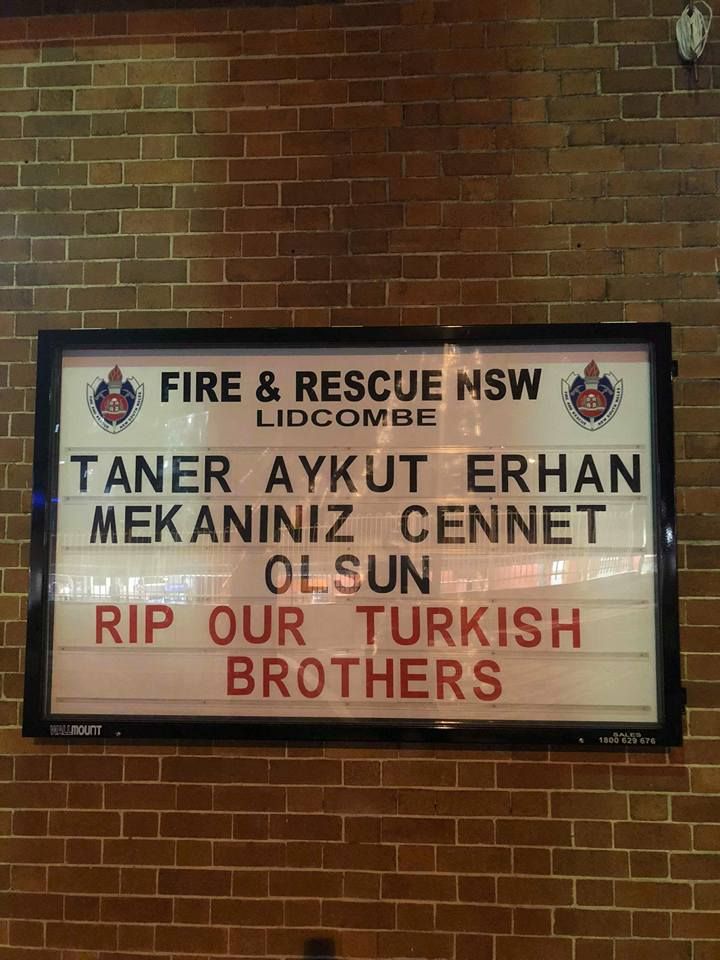 FIRE & RESCUE NSW
LIDCOMBE
TANER AYKUT ERHAN
MEKANINIZ CENNET
OLSUN
RIP OUR TURKISH
BROTHERS
WALLMOUNT
SALES
1800 629 676